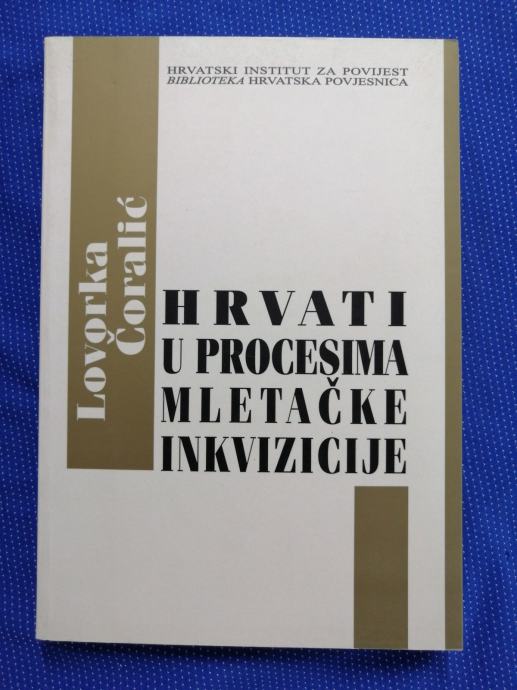 HRVATSKI INSTITUT ZA POVIJEST
BIBLIOTEKA HRVATSKA POVJESNICA
Lovorka
Čoralić
HRVATI
U PROCESIMA
MLETAČKE
INKVIZICIJE